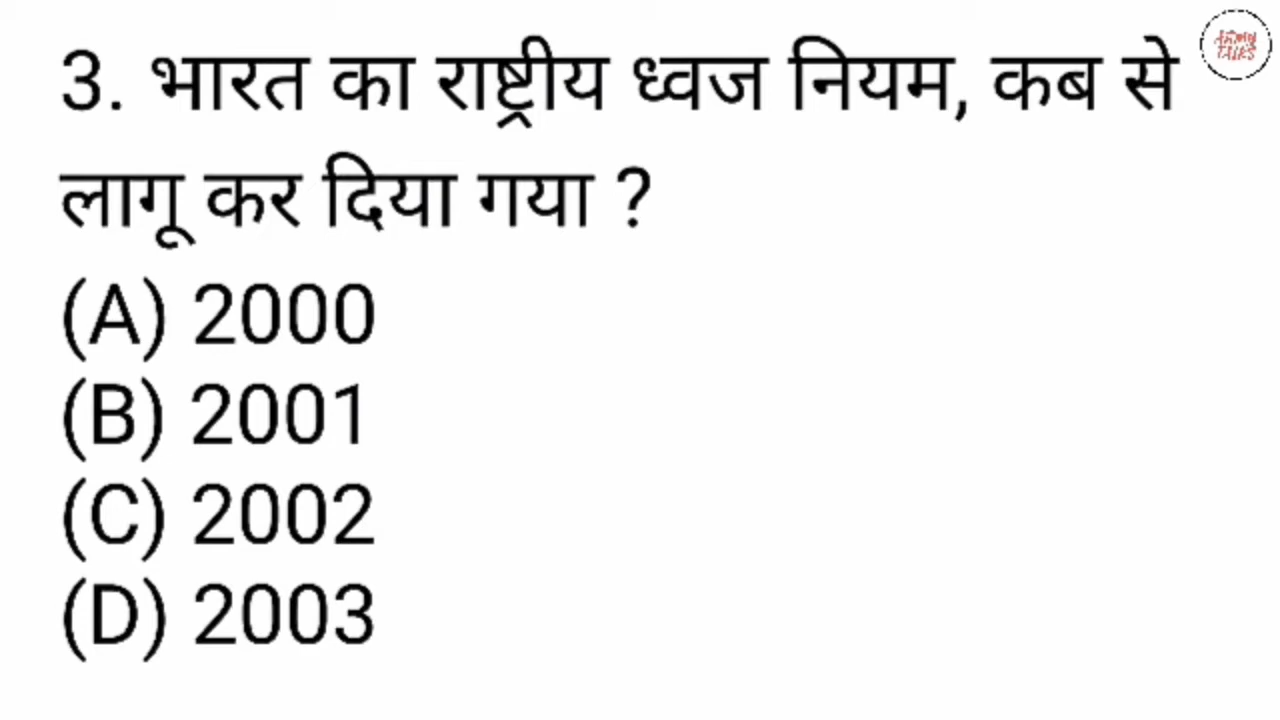 3. भारत का राष्ट्रीय ध्वज नियम, कब से
लागू कर दिया गया ?
(A) 2000
(B) 2001
(C) 2002
(D) 2003